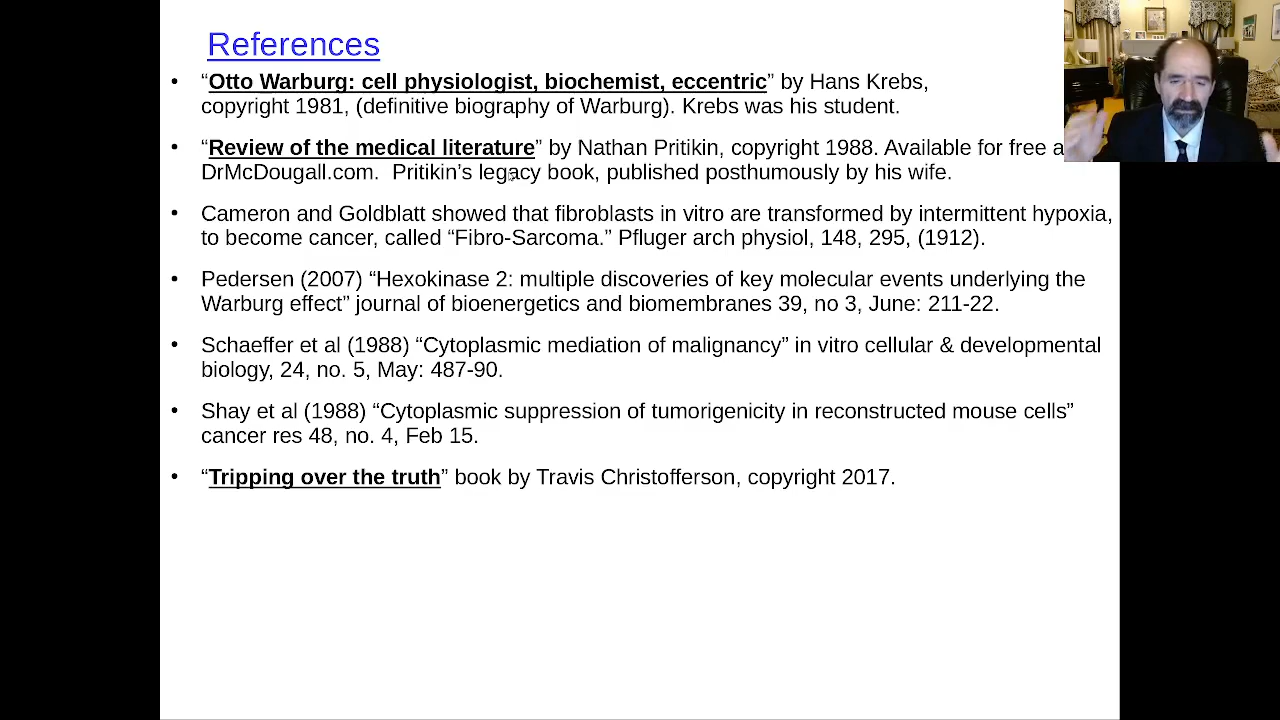 References
• “Otto Warburg: cell physiologist, biochemist, eccentric” by Hans Krebs,
copyright 1981, (definitive biography of Warburg). Krebs was his student.
• “Review of the medical literature” by Nathan Pritikin, copyright 1988. Available for free
DrMcDougall.com.  Pritikin’s legacy book, published posthumously by his wife.
• Cameron and Goldblatt showed that fibroblasts in vitro are transformed by intermittent hypoxia,
to become cancer, called “Fibro-Sarcoma.” Pfluger arch physiol, 148, 295, (1912).
• Pedersen (2007) “Hexokinase 2: multiple discoveries of key molecular events underlying the
Warburg effect” journal of bioenergetics and biomembranes 39, no 3, June: 211-22.
• Schaeffer et al (1988) “Cytoplasmic mediation of malignancy” in vitro cellular & developmental
biology, 24, no. 5, May: 487-90.
• Shay et al (1988) “Cytoplasmic suppression of tumorigenicity in reconstructed mouse cells”
cancer res 48, no. 4, Feb 15.
• “Tripping over the truth” book by Travis Christofferson, copyright 2017.